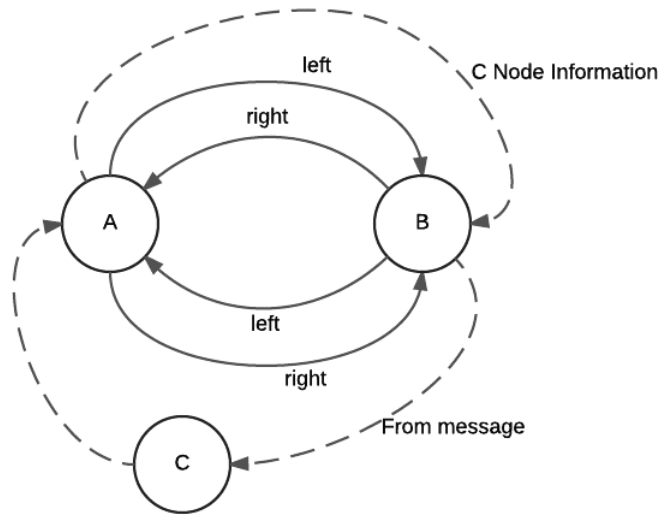 left
C Node Information
right
A
B
left
right
From message
C